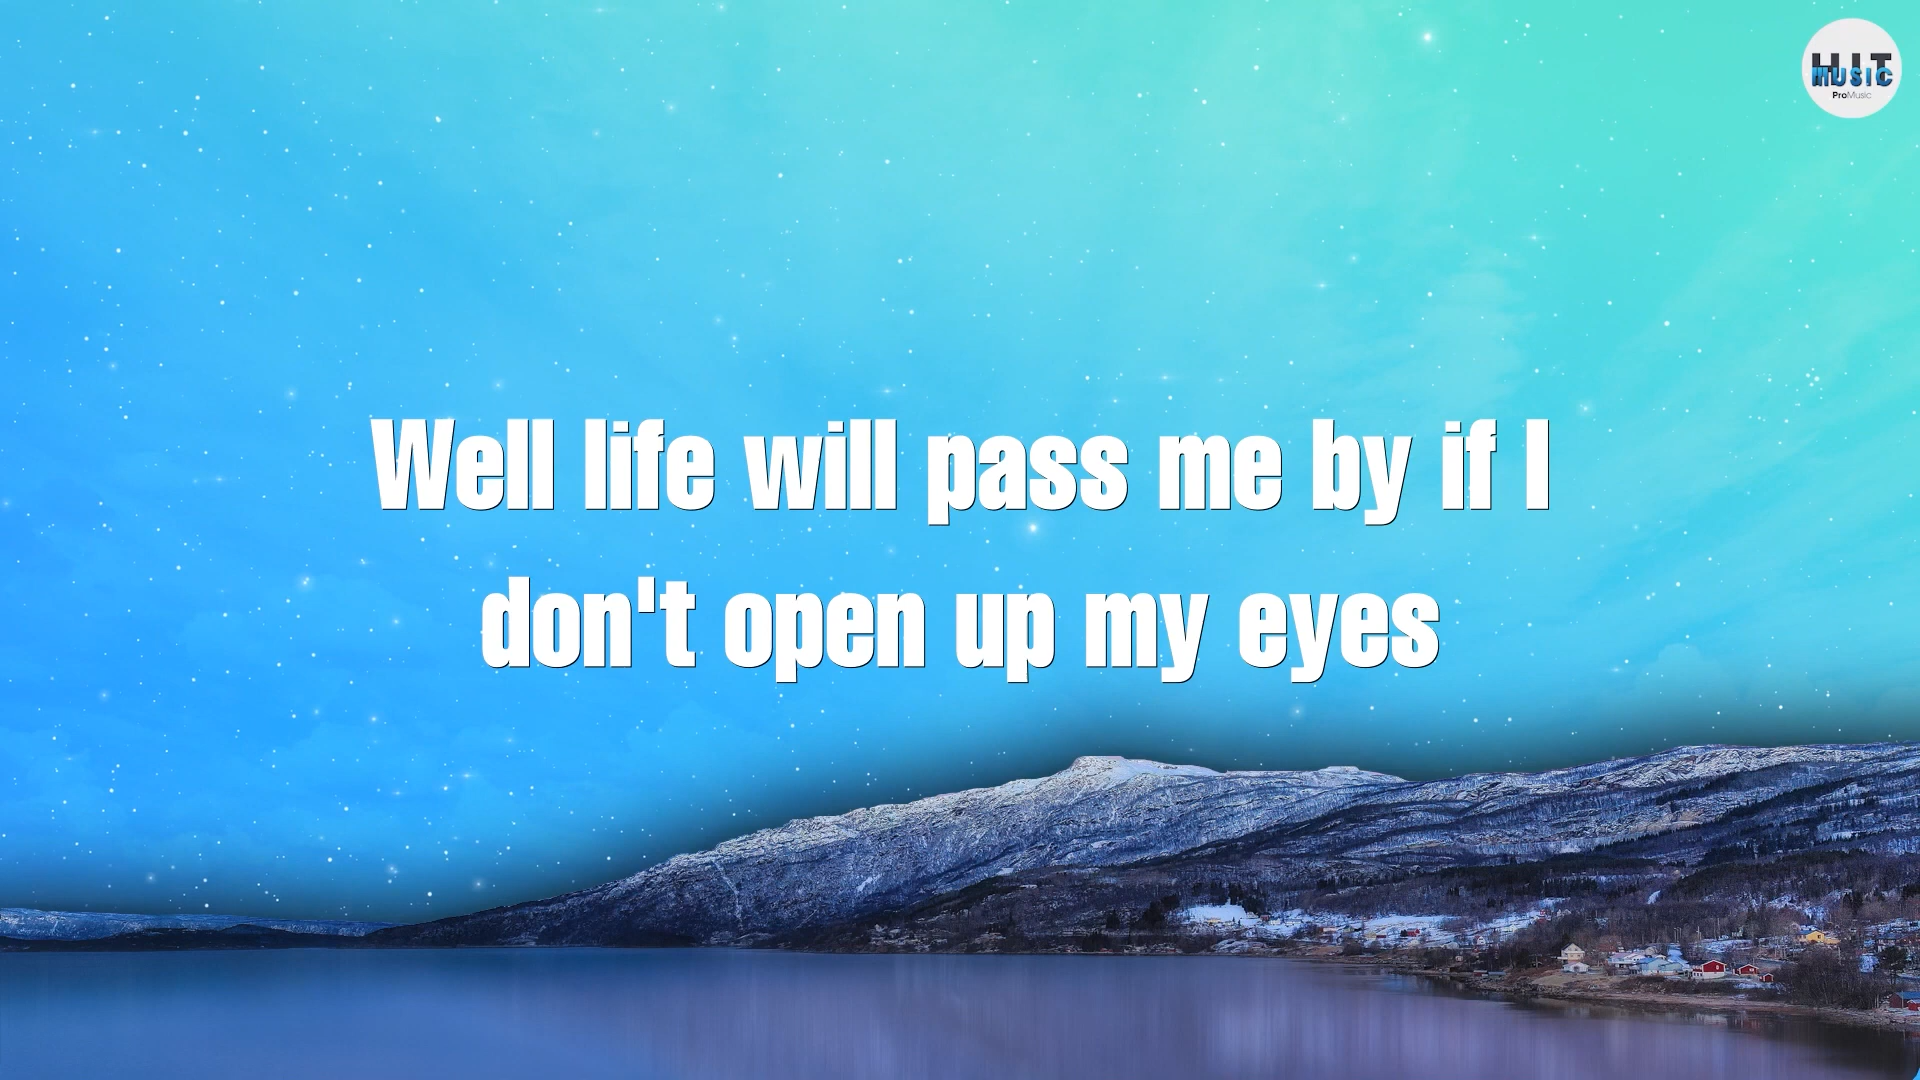 HIT
MUSIC
ProMusic
Well life will pass me by if I
don't open up my eyes